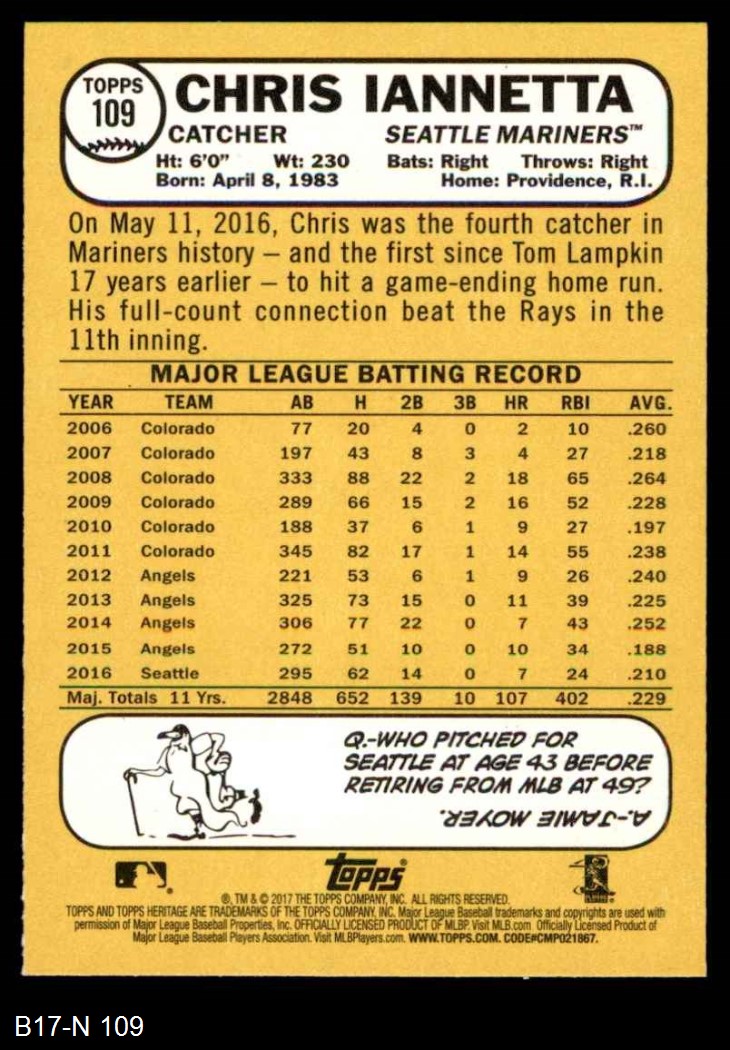 TOPPS
109
CHRIS IANNETTA
CATCHER SEATTLE MARINERS™
Ht: 6'0" Wt: 230 Bats: Right Throws: Right
Born: April 8, 1983 Home: Providence, R.I.
On May 11, 2016, Chris was the fourth catcher in
Mariners history – and the first since Tom Lampkin
17 years earlier – to hit a game-ending home run.
His full-count connection beat the Rays in the
11th inning.
MAJOR LEAGUE BATTING RECORD
YEAR TEAM AB H 2B 3B HR RBI AVG.
2006 Colorado 77 20 4 0 2 10 .260
2007 Colorado 197 43 8 3 4 27 .218
2008 Colorado 333 88 22 2 18 65 .264
2009 Colorado 289 66 15 2 16 52 .228
2010 Colorado 188 37 6 1 9 27 .197
2011 Colorado 345 82 17 1 14 55 .238
2012 Angels 221 53 6 1 9 26 .240
2013 Angels 325 73 15 0 11 39 .225
2014 Angels 306 77 22 0 7 43 .252
2015 Angels 272 51 10 0 10 34 .188
2016 Seattle 295 62 14 0 7 24 .210
Maj. Totals 11 Yrs. 2848 652 139 10 107 402 .229
Q.-WHO PITCHED FOR
SEATTLE AT AGE 43 BEFORE
RETIRING FROM MLB AT 49?
A.-JAMIE MOYER.
topps®
®, TM & © 2017 THE TOPPS COMPANY, INC. ALL RIGHTS RESERVED.
TOPPS AND TOPPS HERITAGE ARE TRADEMARKS OF THE TOPPS COMPANY, INC. Major League Baseball trademarks and copyrights are used with
permission of Major League Baseball Properties, Inc. OFFICIALLY LICENSED PRODUCT OF MLBP. Visit MLB.com Officially Licensed Product of
Major League Baseball Players Association. Visit MLBPlayers.com. WWW.TOPPS.COM. CODE#CMP021867.
B17-N 109